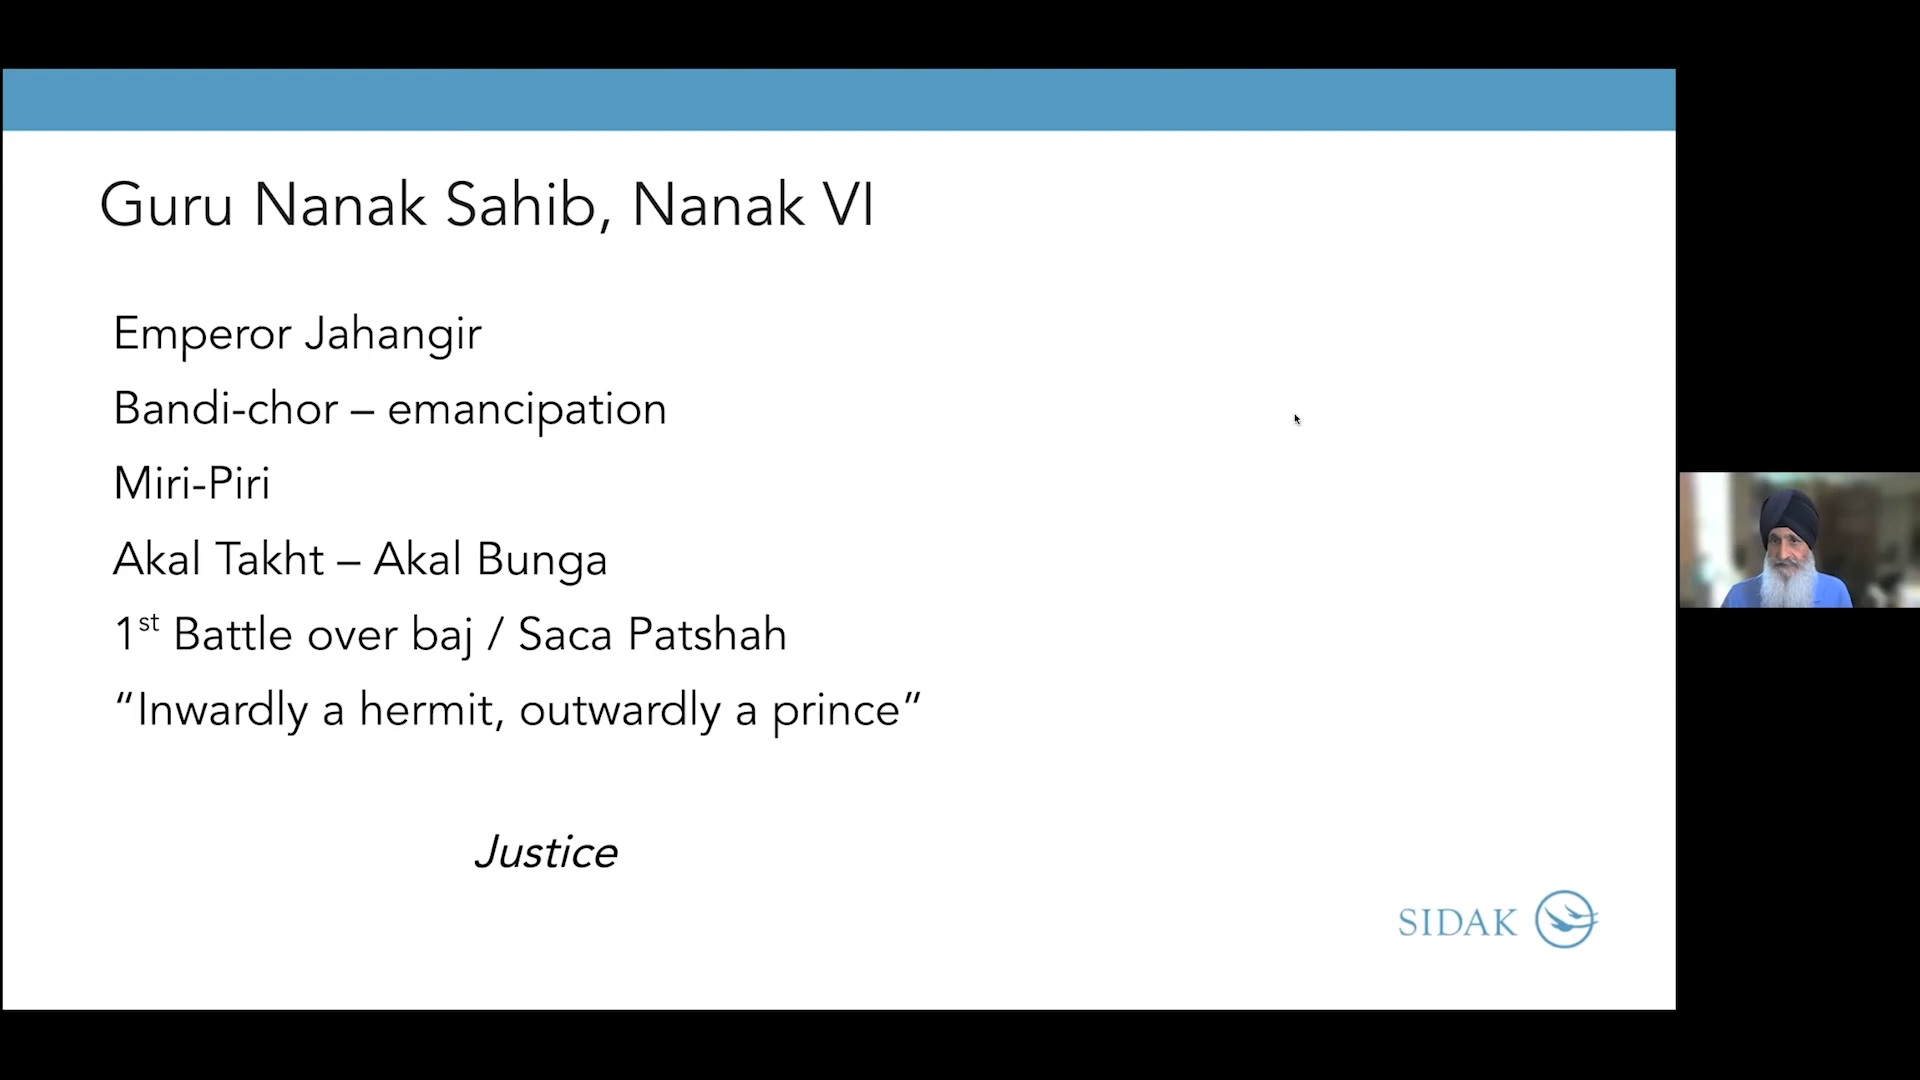 Guru Nanak Sahib, Nanak VI
Emperor Jahangir
Bandi-chor – emancipation
Miri-Piri
Akal Takht – Akal Bunga
1st Battle over baj / Saca Patshah
“Inwardly a hermit, outwardly a prince”
Justice
SIDAK